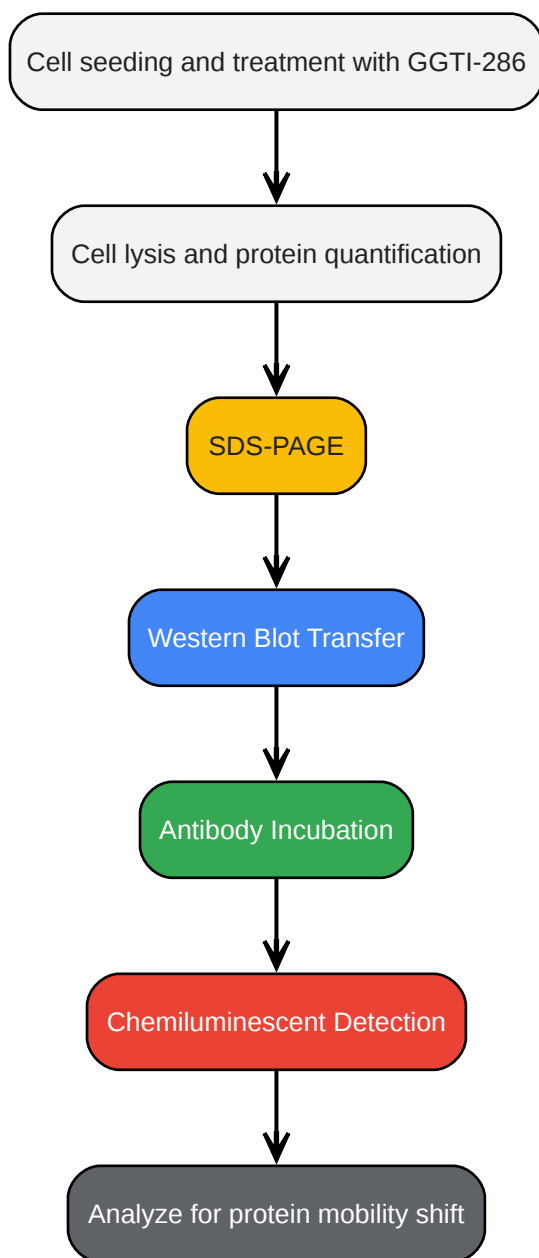 Cell seeding and treatment with GGTI-286
Cell lysis and protein quantification
SDS-PAGE
Western Blot Transfer
Antibody Incubation
Chemiluminescent Detection
Analyze for protein mobility shift